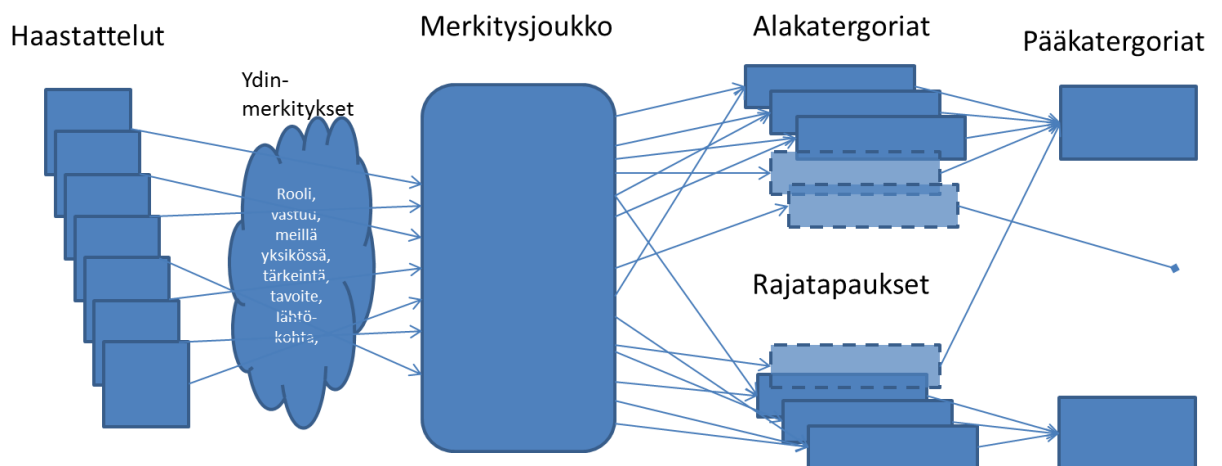 Haastattelut
Ydin-
merkitykset
Rooli,
vastuu,
meillä
yksikössä,
tärkeintä,
tavoite,
lähtö-
kohta,
Merkitysjoukko
Alakatergoriat
Rajatapaukset
Pääkatergoriat